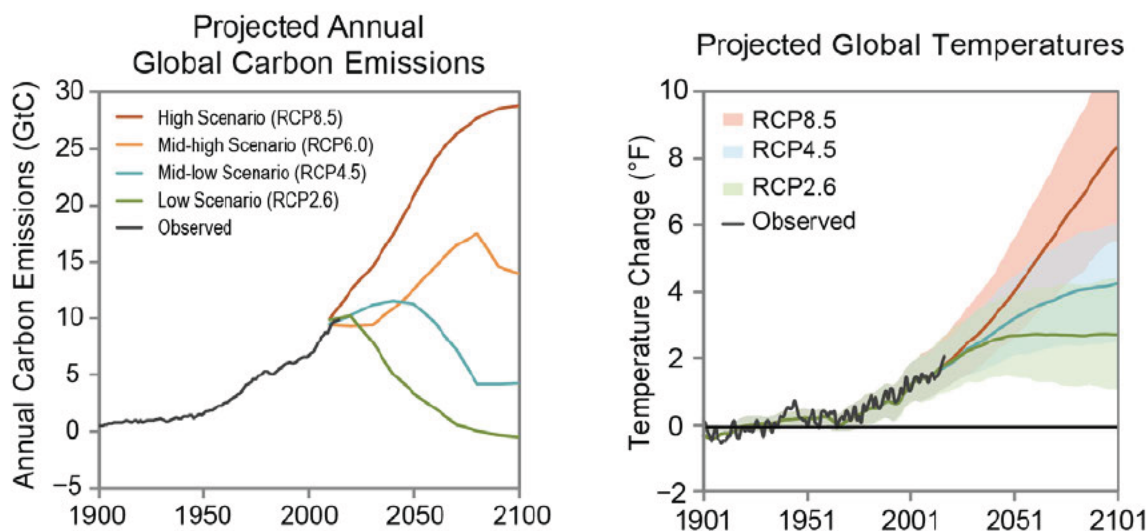 Projected Annual
Global Carbon Emissions
Annual Carbon Emissions (GtC)
30
25
20
15
10
5
0
−5
High Scenario (RCP8.5)
Mid-high Scenario (RCP6.0)
Mid-low Scenario (RCP4.5)
Low Scenario (RCP2.6)
Observed
1900
1950
2000
2050
2100
Projected Global Temperatures
Temperature Change (°F)
10
8
6
4
2
0
−2
RCP8.5
RCP4.5
RCP2.6
Observed
1901
1951
2001
2051
2101